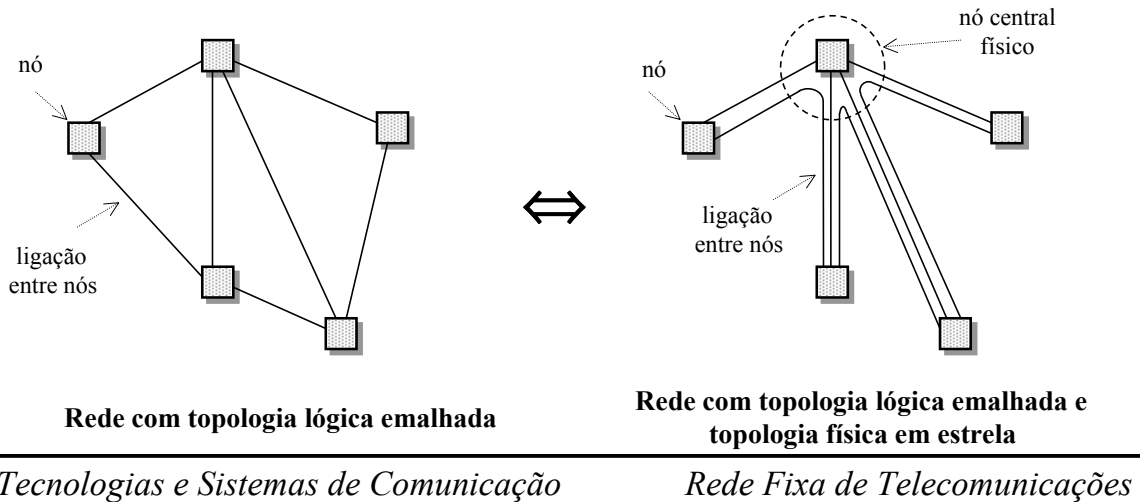 nó
ligação
entre nós
Rede com topologia lógica emalhada
nó central
físico
nó
ligação
entre nós
Rede com topologia lógica emalhada e
topologia física em estrela
Tecnologias e Sistemas de Comunicação
Rede Fixa de Telecomunicações